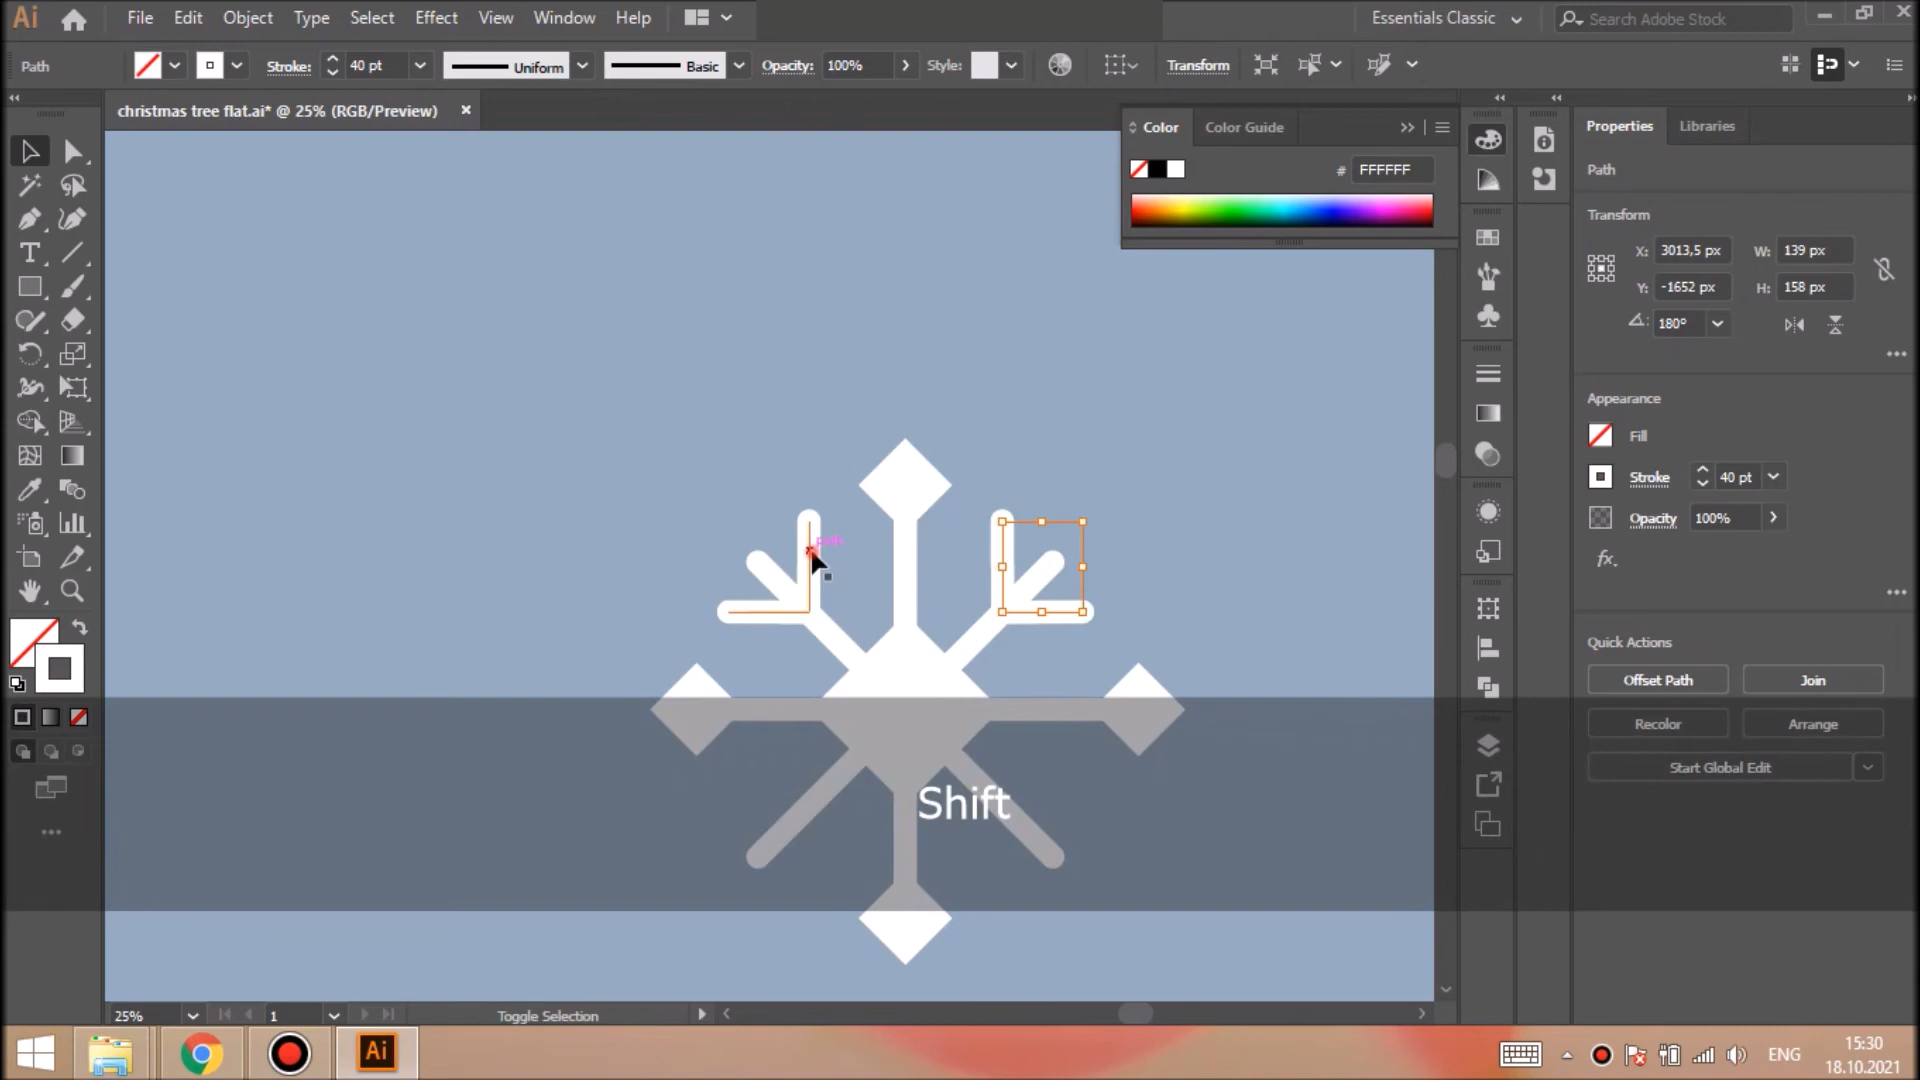 Ai File Edit Object Type Select Effect View Window Help Essentials Classic Search Adobe Stock
Path Stroke: 40 pt Uniform Basic Opacity: 100% Style: Transform
christmas tree flat.ai* @ 25% (RGB/Preview)
Color Color Guide
# FFFFFF
Properties Libraries
Path
Transform
X: 3013,5 px W: 139 px
Y: -1652 px H: 158 px
180°
Appearance
Fill
Stroke 40 pt
Opacity 100%
fx.
Quick Actions
Offset Path Join
Recolor Arrange
Start Global Edit
path
Shift
25% 1 Toggle Selection
Ai
ENG
15:30
18.10.2021